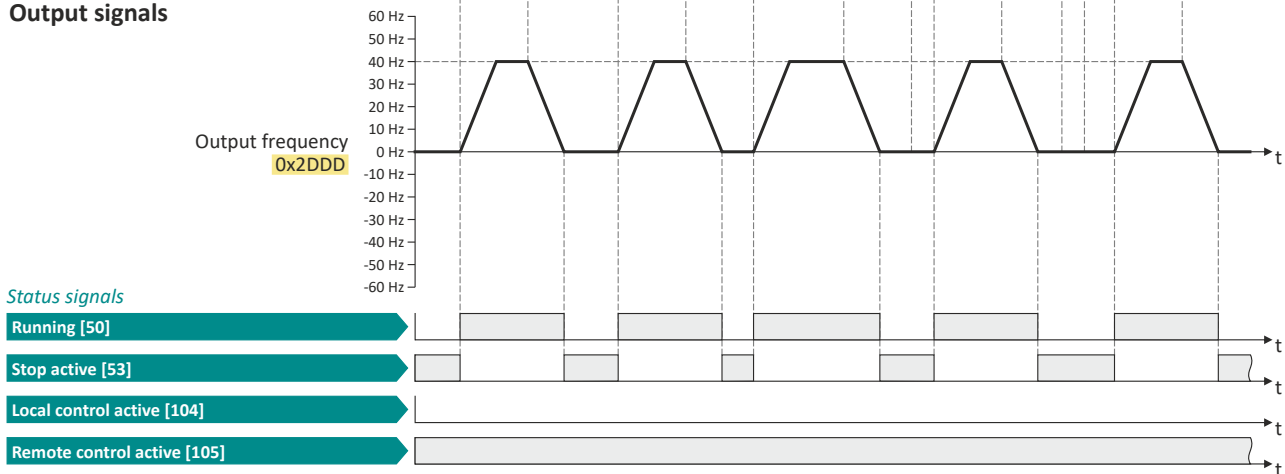 Output signals
60 Hz
50 Hz
40 Hz
30 Hz
20 Hz
10 Hz
Output frequency
0 Hz
t
0x2DDD
-10 Hz
-20 Hz
-30 Hz
-40 Hz
-50 Hz
-60 Hz
Status signals
Running [50]
t
Stop active [53]
t
Local control active [104]
t
Remote control active [105]
t